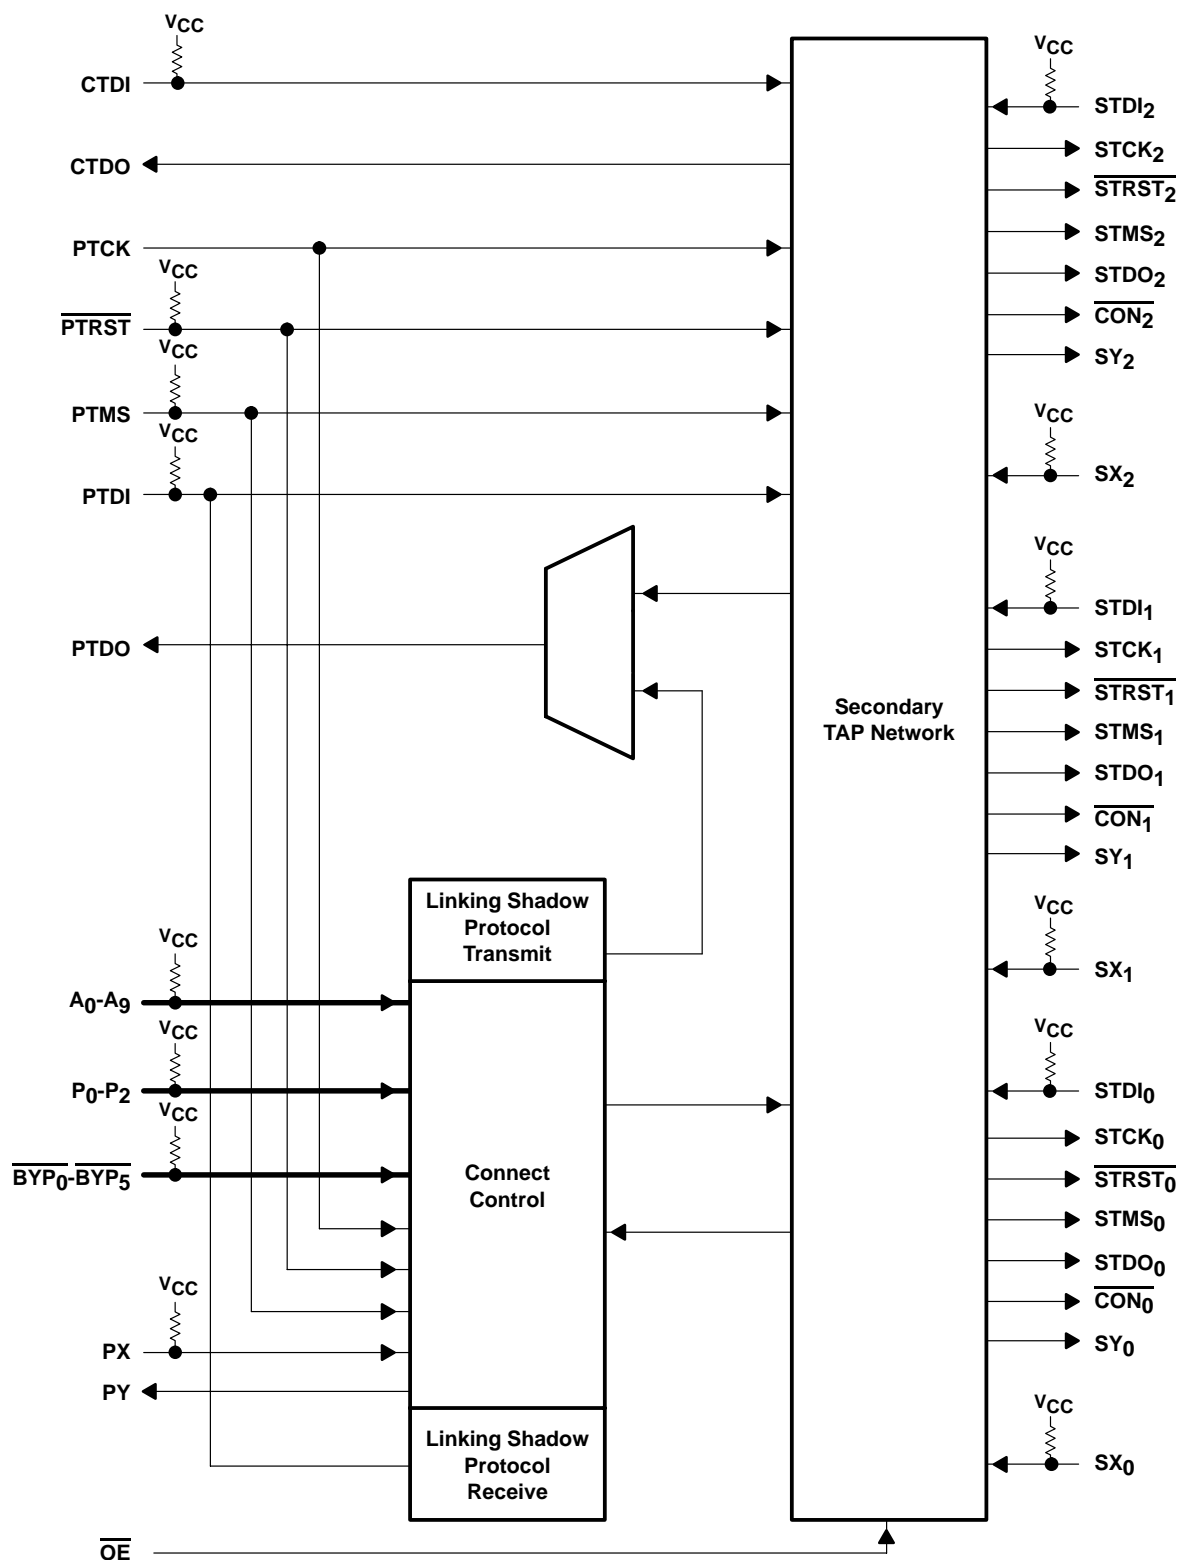 VCC
CTDI
CTDO
PTCK
VCC
PTRST
VCC
PTMS
VCC
PTDI
PTDO
VCC
A0-A9
VCC
P0-P2
VCC
BYP0-BYP5
VCC
PX
PY
OE
Linking Shadow
Protocol
Transmit
Connect
Control
Linking Shadow
Protocol
Receive
Secondary
TAP Network
VCC
STDI2
STCK2
STRST2
STMS2
STDO2
CON2
SY2
VCC
SX2
VCC
STDI1
STCK1
STRST1
STMS1
STDO1
CON1
SY1
VCC
SX1
VCC
STDI0
STCK0
STRST0
STMS0
STDO0
CON0
SY0
VCC
SX0